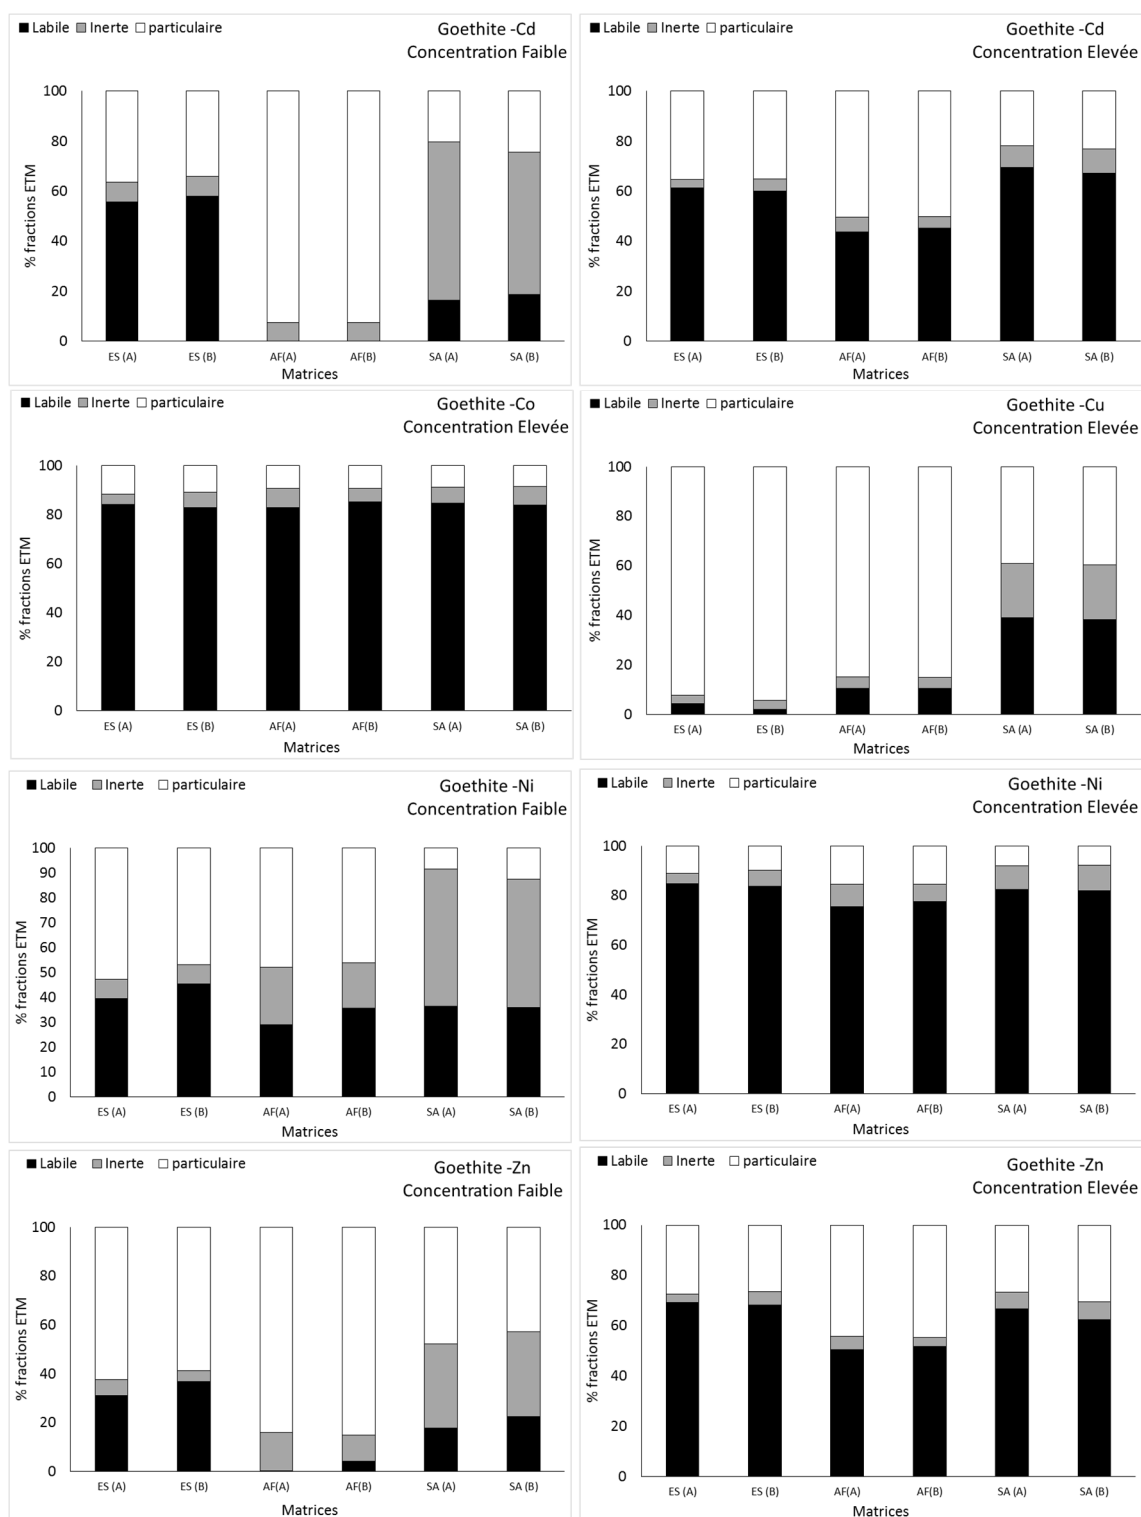 ■ Labile ■ Inerte □ particulaire
Goethite -Cd
Concentration Faible
100
80
60
40
20
0
% fractions ETM
ES (A) ES (B) AF(A) AF(B) SA (A) SA (B)
Matrices
■ Labile ■ Inerte □ particulaire
Goethite -Cd
Concentration Elevée
100
80
60
40
20
0
% fractions ETM
ES (A) ES (B) AF(A) AF(B) SA (A) SA (B)
Matrices
■ Labile ■ Inerte □ particulaire
Goethite -Co
Concentration Elevée
100
80
60
40
20
0
% fractions ETM
ES (A) ES (B) AF(A) AF(B) SA (A) SA (B)
Matrices
■ Labile ■ Inerte □ particulaire
Goethite -Cu
Concentration Elevée
100
80
60
40
20
0
% fractions ETM
ES (A) ES (B) AF(A) AF(B) SA (A) SA (B)
Matrices
■ Labile ■ Inerte □ particulaire
Goethite -Ni
Concentration Faible
100
90
80
70
60
50
40
30
20
10
0
% fractions ETM
ES (A) ES (B) AF(A) AF(B) SA (A) SA (B)
Matrices
■ Labile ■ Inerte □ particulaire
Goethite -Ni
Concentration Elevée
100
80
60
40
20
0
% fractions ETM
ES (A) ES (B) AF(A) AF(B) SA (A) SA (B)
Matrices
■ Labile ■ Inerte □ particulaire
Goethite -Zn
Concentration Faible
100
80
60
40
20
0
% fractions ETM
ES (A) ES (B) AF(A) AF(B) SA (A) SA (B)
Matrices
■ Labile ■ Inerte □ particulaire
Goethite -Zn
Concentration Elevée
100
80
60
40
20
0
% fractions ETM
ES (A) ES (B) AF(A) AF(B) SA (A) SA (B)
Matrices